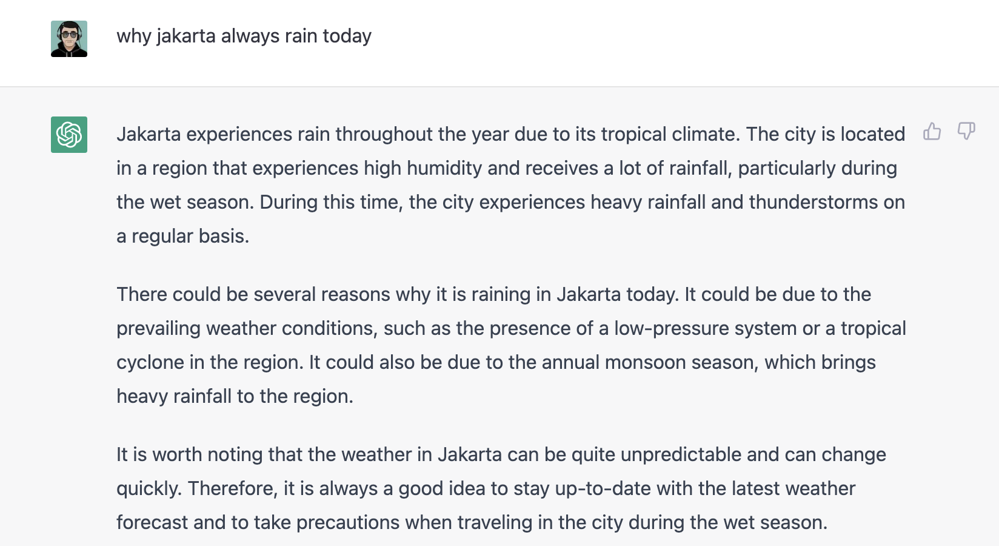 why jakarta always rain today
Jakarta experiences rain throughout the year due to its tropical climate. The city is located
in a region that experiences high humidity and receives a lot of rainfall, particularly during
the wet season. During this time, the city experiences heavy rainfall and thunderstorms on
a regular basis.
There could be several reasons why it is raining in Jakarta today. It could be due to the
prevailing weather conditions, such as the presence of a low-pressure system or a tropical
cyclone in the region. It could also be due to the annual monsoon season, which brings
heavy rainfall to the region.
It is worth noting that the weather in Jakarta can be quite unpredictable and can change
quickly. Therefore, it is always a good idea to stay up-to-date with the latest weather
forecast and to take precautions when traveling in the city during the wet season.